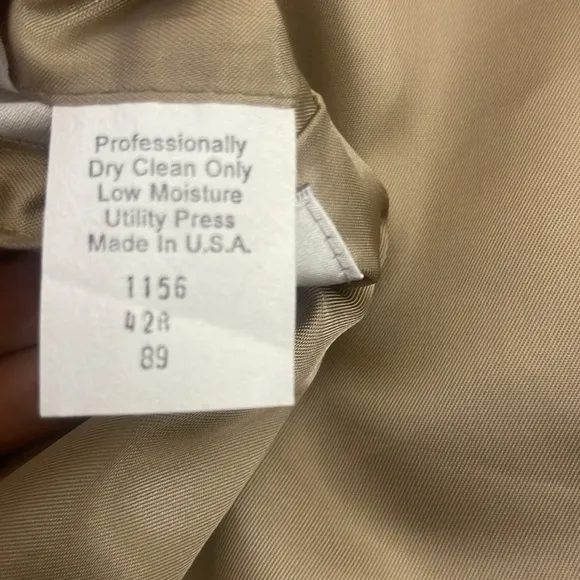 Professionally
Dry Clean Only
Low Moisture
Utility Press
Made In U.S.A.
1156
42R
89